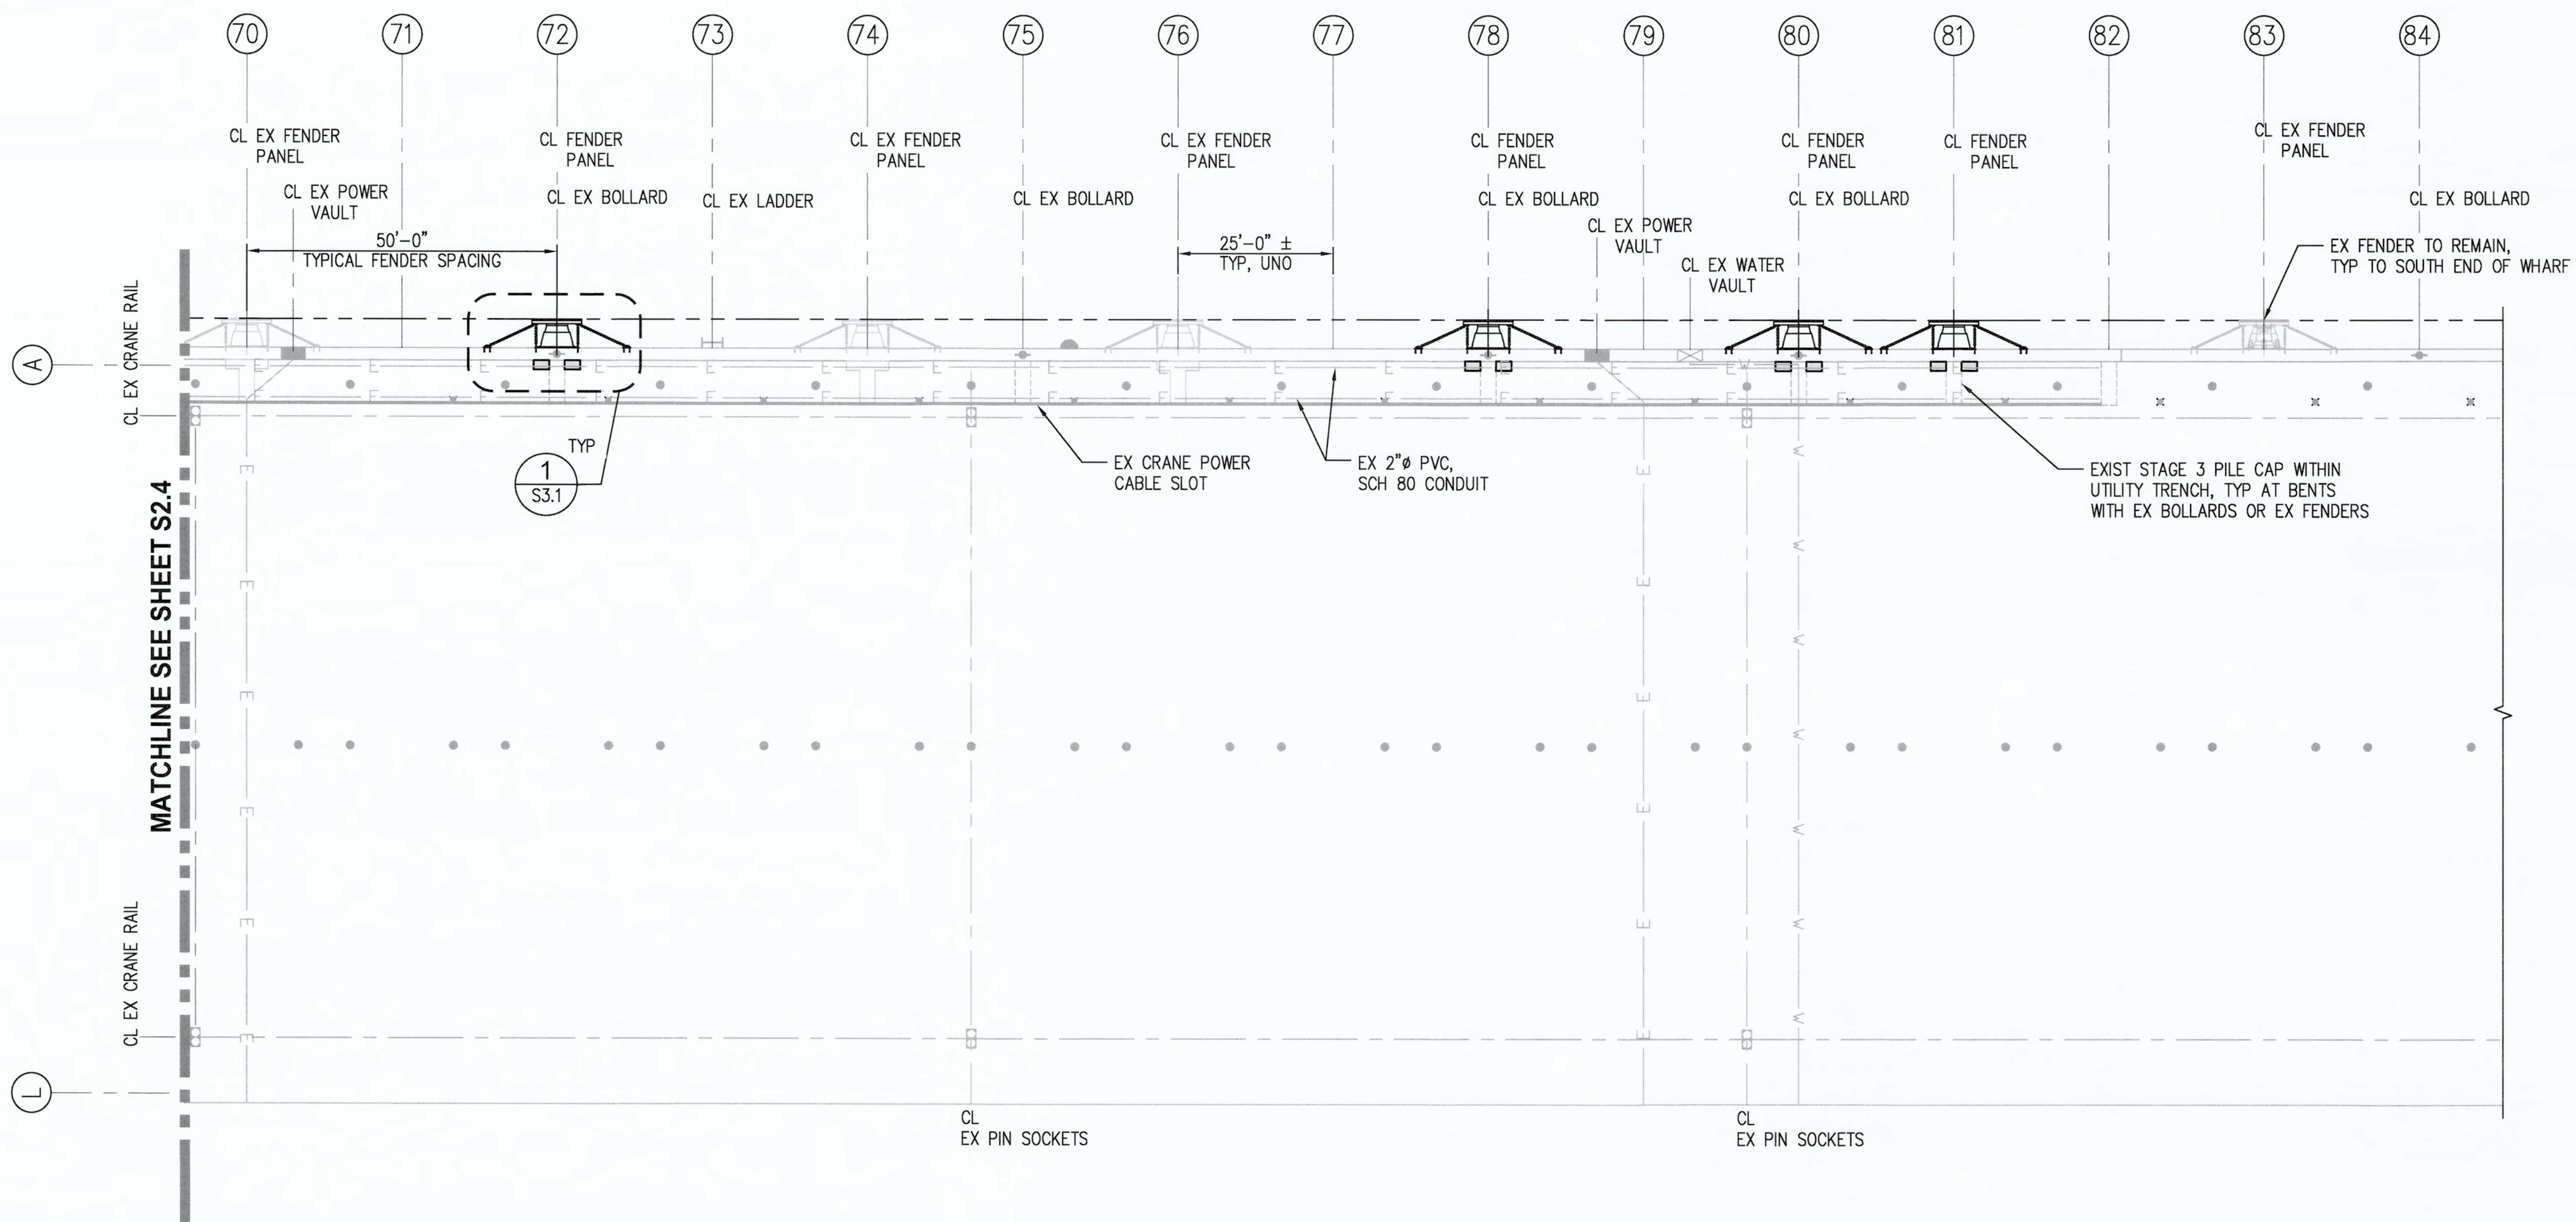 70 71 72 73 74 75 76 77 78 79 80 81 82 83 84
CL EX FENDER
PANEL
CL FENDER
PANEL
CL EX FENDER
PANEL
CL EX FENDER
PANEL
CL FENDER
PANEL
CL FENDER
PANEL
CL FENDER
PANEL
CL EX FENDER
PANEL
CL EX POWER
VAULT
CL EX BOLLARD
CL EX LADDER
CL EX BOLLARD
CL EX BOLLARD
CL EX BOLLARD
CL EX BOLLARD
CL EX POWER
VAULT
CL EX WATER
VAULT
50'-0"
TYPICAL FENDER SPACING
25'-0" ±
TYP, UNO
EX FENDER TO REMAIN,
TYP TO SOUTH END OF WHARF
A
CL EX CRANE RAIL
TYP
1
S3.1
EX CRANE POWER
CABLE SLOT
EX 2"ø PVC,
SCH 80 CONDUIT
EXIST STAGE 3 PILE CAP WITHIN
UTILITY TRENCH, TYP AT BENTS
WITH EX BOLLARDS OR EX FENDERS
MATCHLINE SEE SHEET S2.4
CL EX CRANE RAIL
L
CL
EX PIN SOCKETS
CL
EX PIN SOCKETS